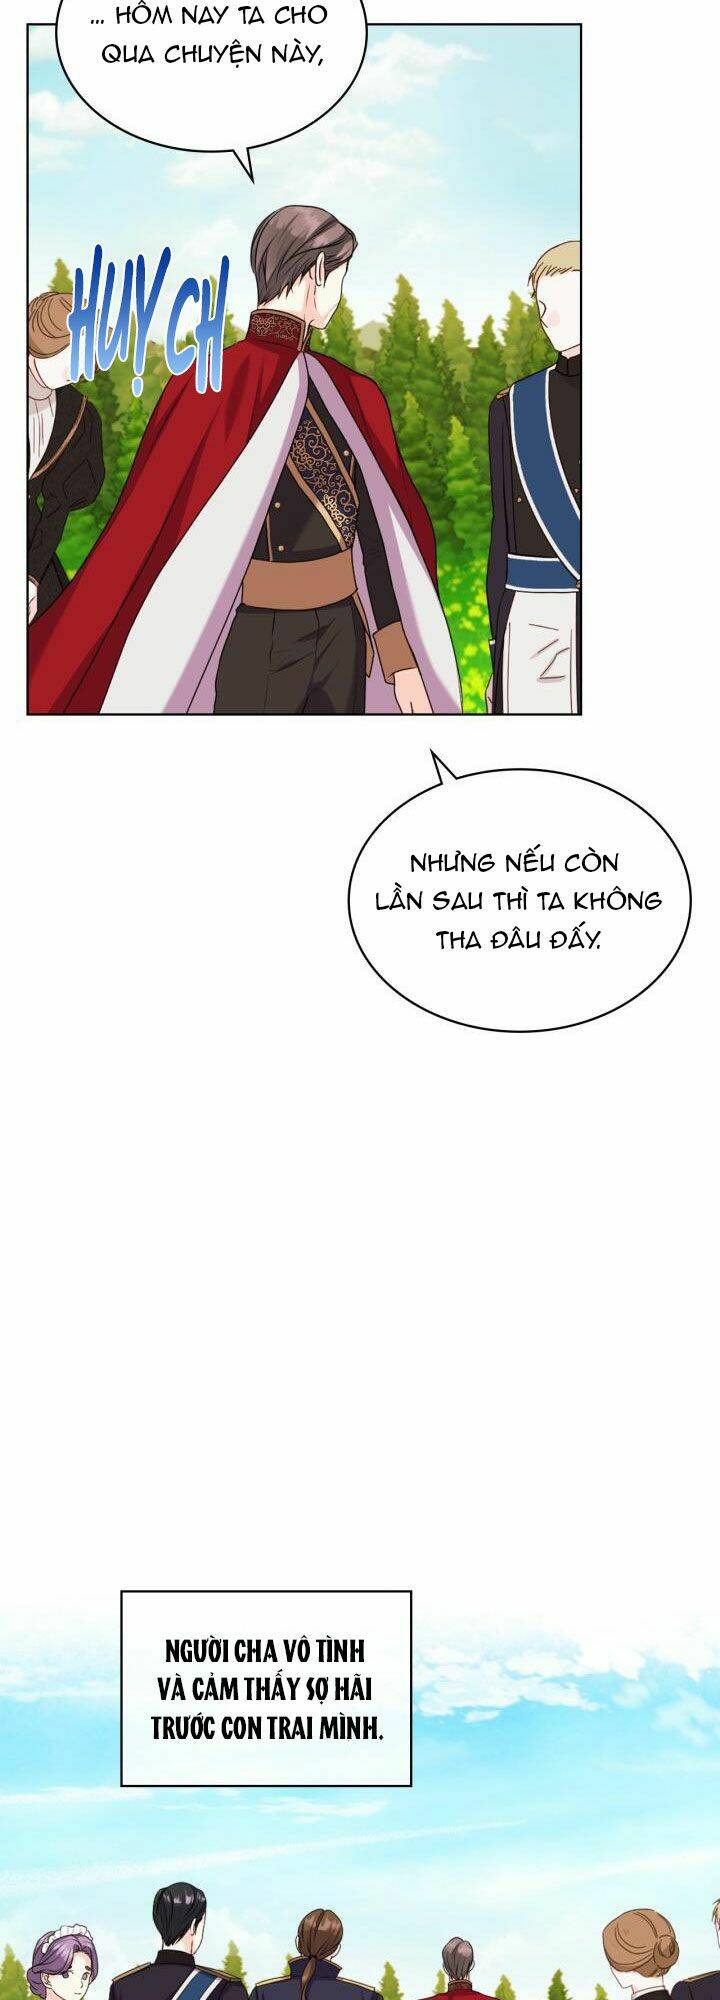 ... HÔM NAY TA CHO
QUA CHUYỆN NÀY,
HUỴCH
NHƯNG NẾU CÒN
LẦN SAU THÌ TA KHÔNG
THA ĐÂU ĐẤY.
NGƯỜI CHA VÔ TÌNH
VÀ CẢM THẤY SỢ HÃI
TRƯỚC CON TRAI MÌNH.